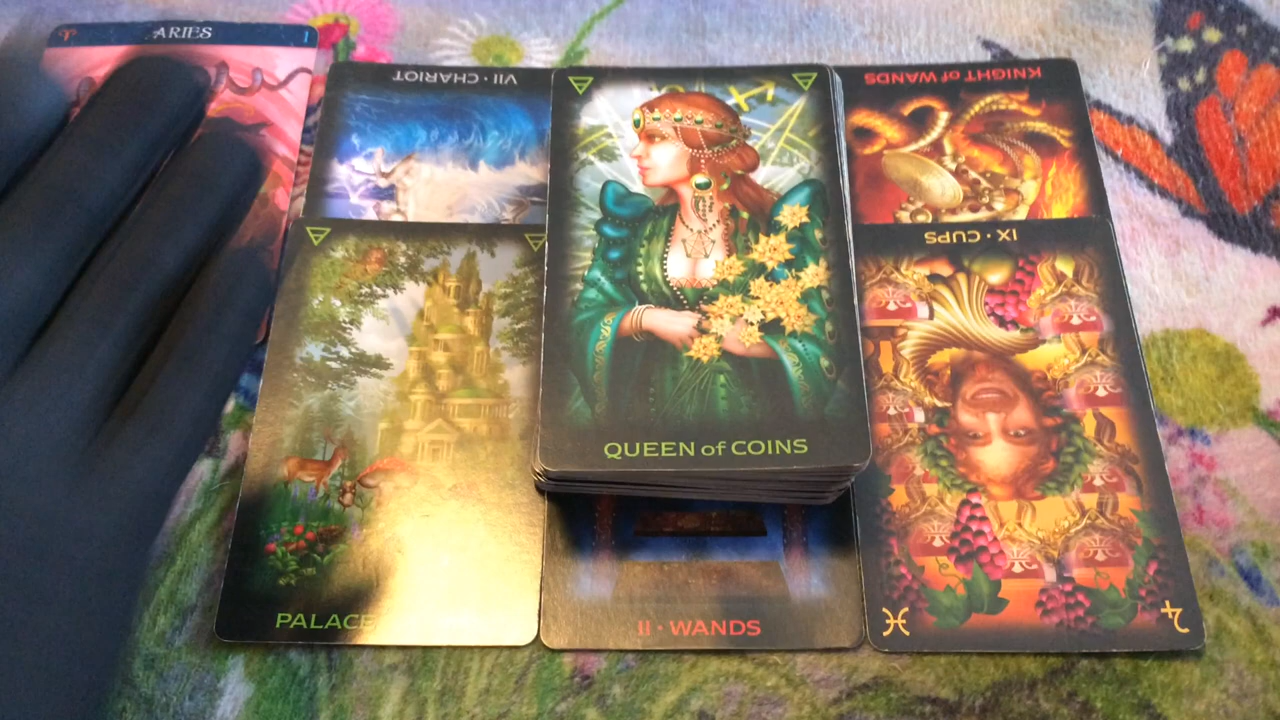 ARIES
I
VII · CHARIOT
KNIGHT of WANDS
IX · CUPS
QUEEN of COINS
PALACE
II · WANDS